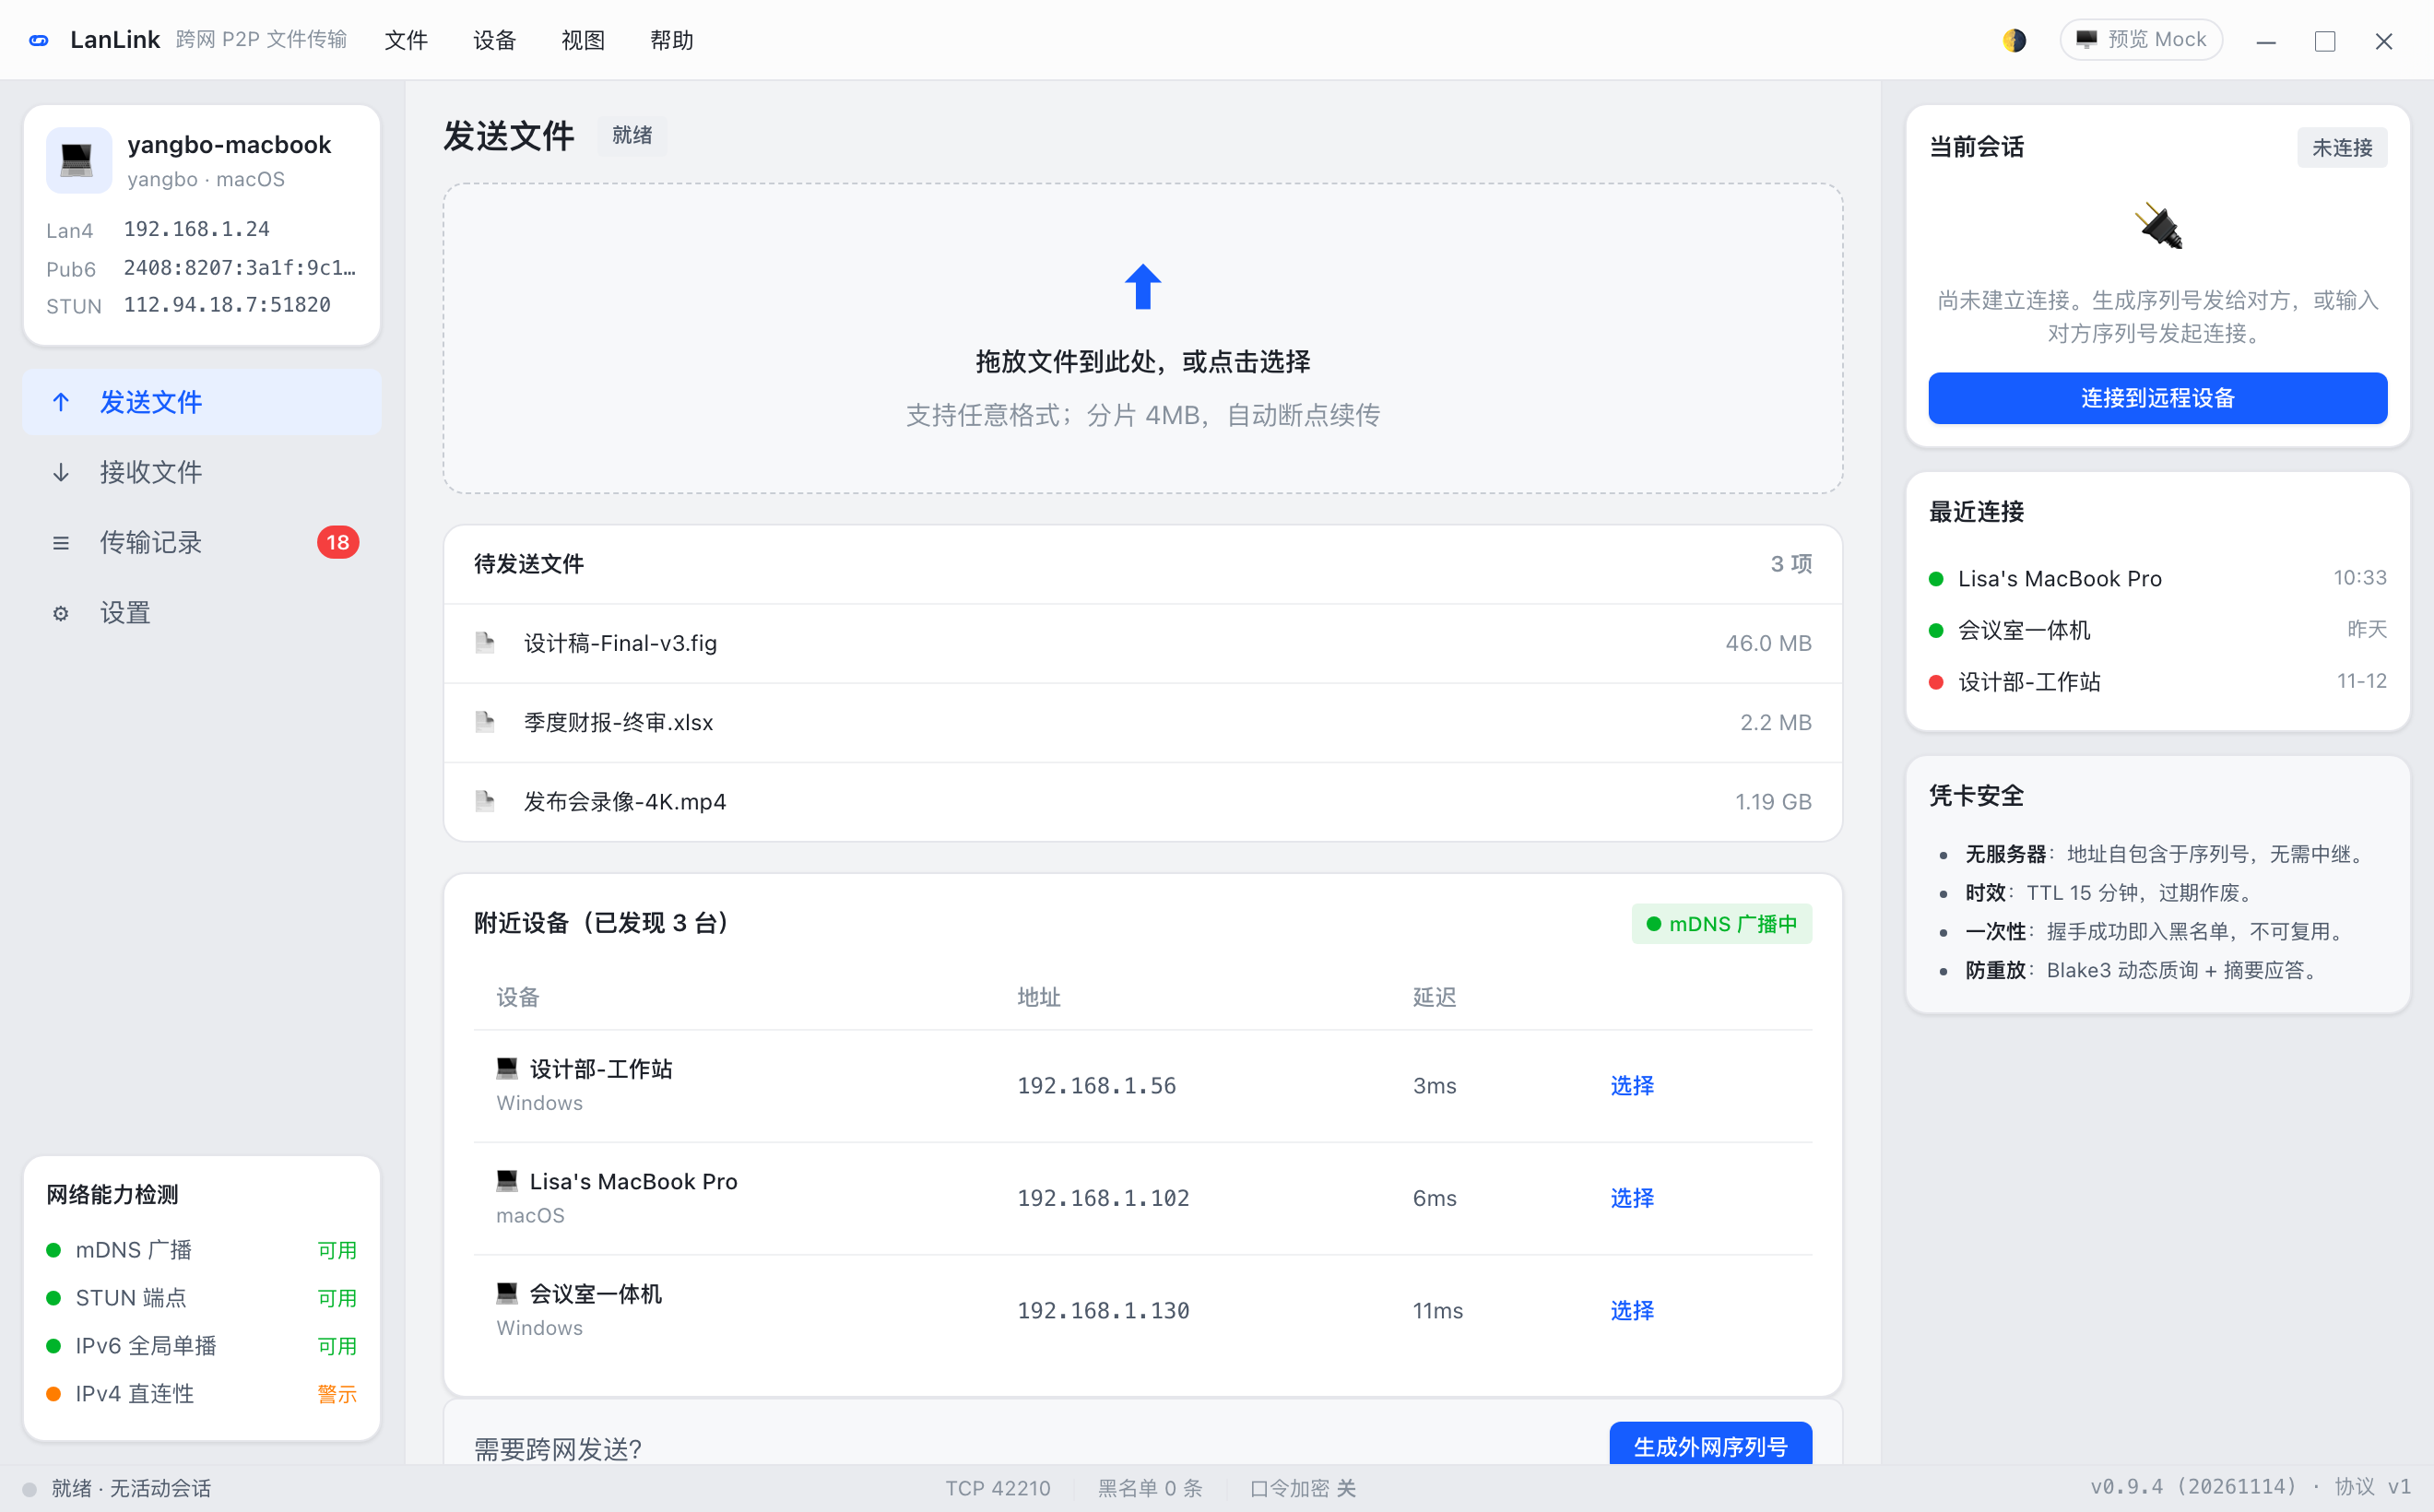 LanLink 跨网 P2P 文件传输 文件 设备 视图 帮助
预览 Mock
yangbo-macbook
yangbo · macOS
Lan4 192.168.1.24
Pub6 2408:8207:3a1f:9c1…
STUN 112.94.18.7:51820
发送文件
接收文件
传输记录 18
设置
网络能力检测
mDNS 广播 可用
STUN 端点 可用
IPv6 全局单播 可用
IPv4 直连性 警示
发送文件 就绪
拖放文件到此处，或点击选择
支持任意格式；分片 4MB，自动断点续传
待发送文件 3 项
设计稿-Final-v3.fig 46.0 MB
季度财报-终审.xlsx 2.2 MB
发布会录像-4K.mp4 1.19 GB
附近设备（已发现 3 台） mDNS 广播中
设备 地址 延迟
设计部-工作站
Windows
192.168.1.56 3ms 选择
Lisa's MacBook Pro
macOS
192.168.1.102 6ms 选择
会议室一体机
Windows
192.168.1.130 11ms 选择
需要跨网发送？ 生成外网序列号
当前会话 未连接
尚未建立连接。生成序列号发给对方，或输入
对方序列号发起连接。
连接到远程设备
最近连接
Lisa's MacBook Pro 10:33
会议室一体机 昨天
设计部-工作站 11-12
凭卡安全
无服务器：地址自包含于序列号，无需中继。
时效：TTL 15 分钟，过期作废。
一次性：握手成功即入黑名单，不可复用。
防重放：Blake3 动态质询 + 摘要应答。
就绪 · 无活动会话 TCP 42210 黑名单 0 条 口令加密 关 v0.9.4 (20261114) · 协议 v1